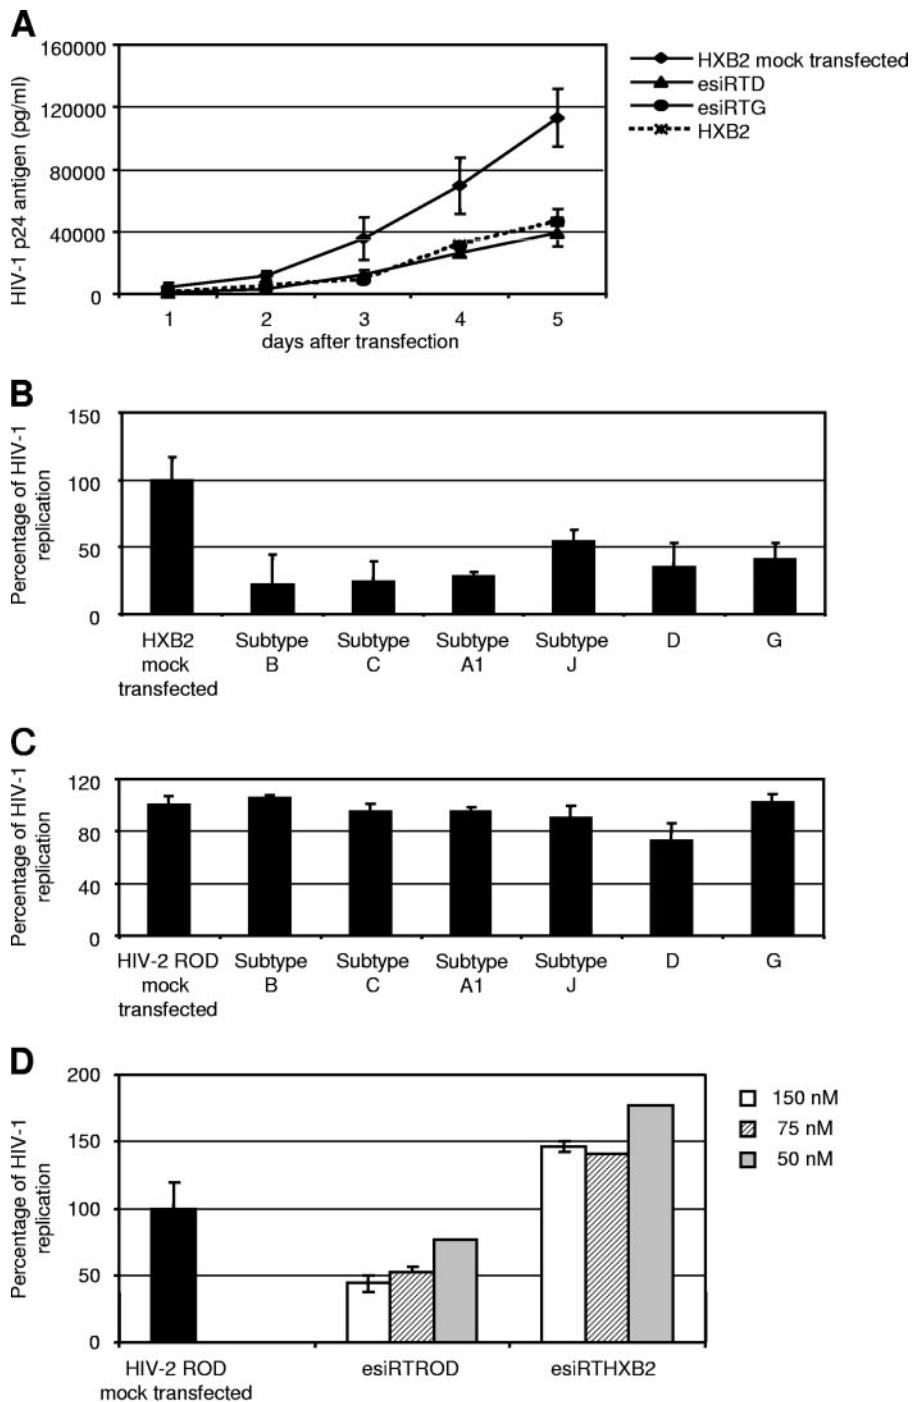 A
HIV-1 p24 antigen (pg/ml)
160000
120000
80000
40000
0
1 2 3 4 5
days after transfection
HXB2 mock transfected
esiRTD
esiRTG
HXB2
B
Percentage of HIV-1
replication
150
100
50
0
HXB2
mock
transfected
Subtype
B
Subtype
C
Subtype
A1
Subtype
J
D
G
C
Percentage of HIV-1
replication
120
80
40
0
HIV-2 ROD
mock
transfected
Subtype
B
Subtype
C
Subtype
A1
Subtype
J
D
G
D
Percentage of HIV-1
replication
200
150
100
50
0
HIV-2 ROD
mock transfected
esiRTROD
esiRTHXB2
150 nM
75 nM
50 nM